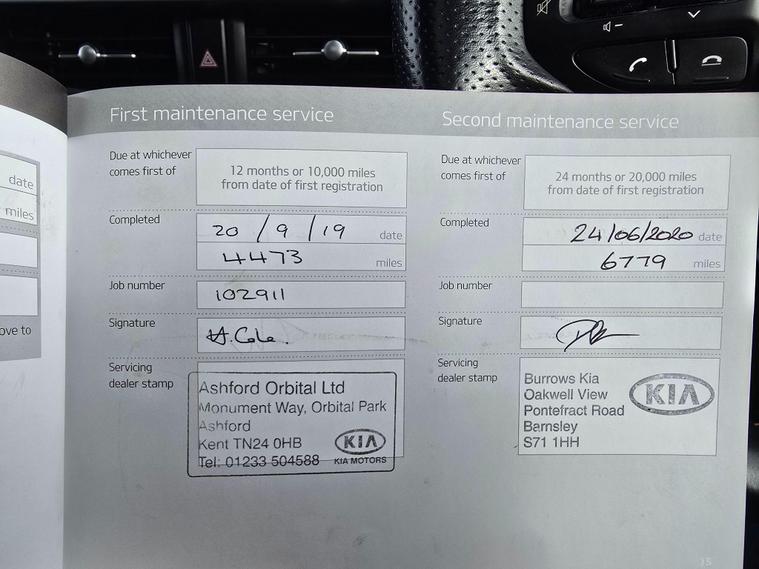 date
miles
ove to
First maintenance service
Due at whichever
comes first of
12 months or 10,000 miles
from date of first registration
Completed
20 / 9 / 19 date
4473 miles
Job number
102911
Signature
H. Cole.
Servicing
dealer stamp
Ashford Orbital Ltd
Monument Way, Orbital Park
Ashford
Kent TN24 0HB
Tel: 01233 504588
KIA
KIA MOTORS
Second maintenance service
Due at whichever
comes first of
24 months or 20,000 miles
from date of first registration
Completed
24/06/2020 date
6779 miles
Job number
Signature
Servicing
dealer stamp
Burrows Kia
Oakwell View
Pontefract Road
Barnsley
S71 1HH
KIA
15